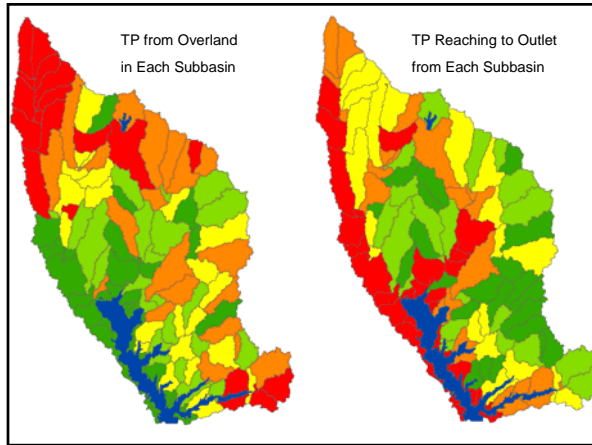 TP from Overland
in Each Subbasin
TP Reaching to Outlet
from Each Subbasin